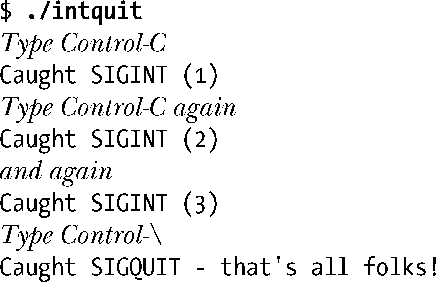 $ ./intquit
Type Control-C
Caught SIGINT (1)
Type Control-C again
Caught SIGINT (2)
and again
Caught SIGINT (3)
Type Control-\
Caught SIGQUIT - that's all folks!